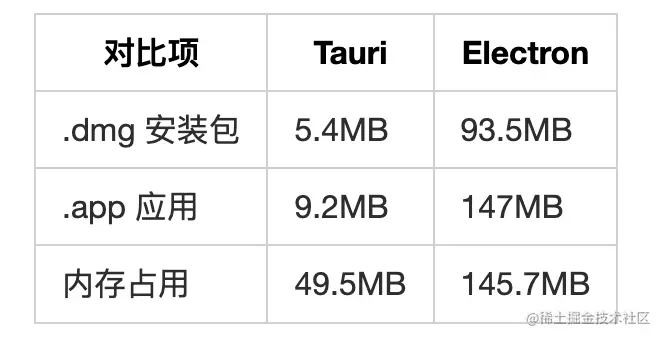 对比项 Tauri Electron
.dmg 安装包 5.4MB 93.5MB
.app 应用 9.2MB 147MB
内存占用 49.5MB 145.7MB
@稀土掘金技术社区